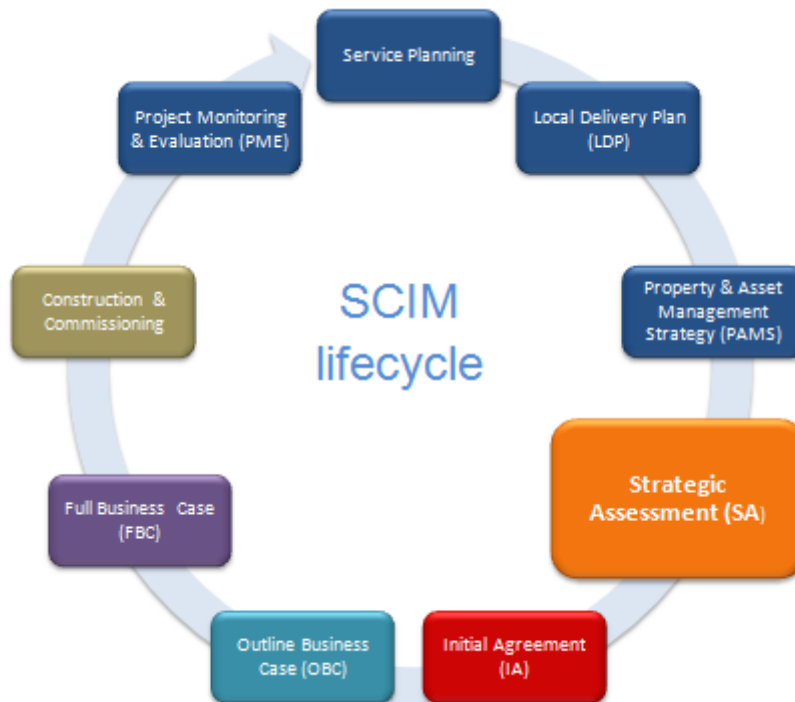 Service Planning
Local Delivery Plan
(LDP)
Property & Asset
Management
Strategy (PAMS)
Strategic
Assessment (SA)
Initial Agreement
(IA)
Outline Business
Case (OBC)
Full Business Case
(FBC)
Construction &
Commissioning
Project Monitoring
& Evaluation (PME)
SCIM
lifecycle